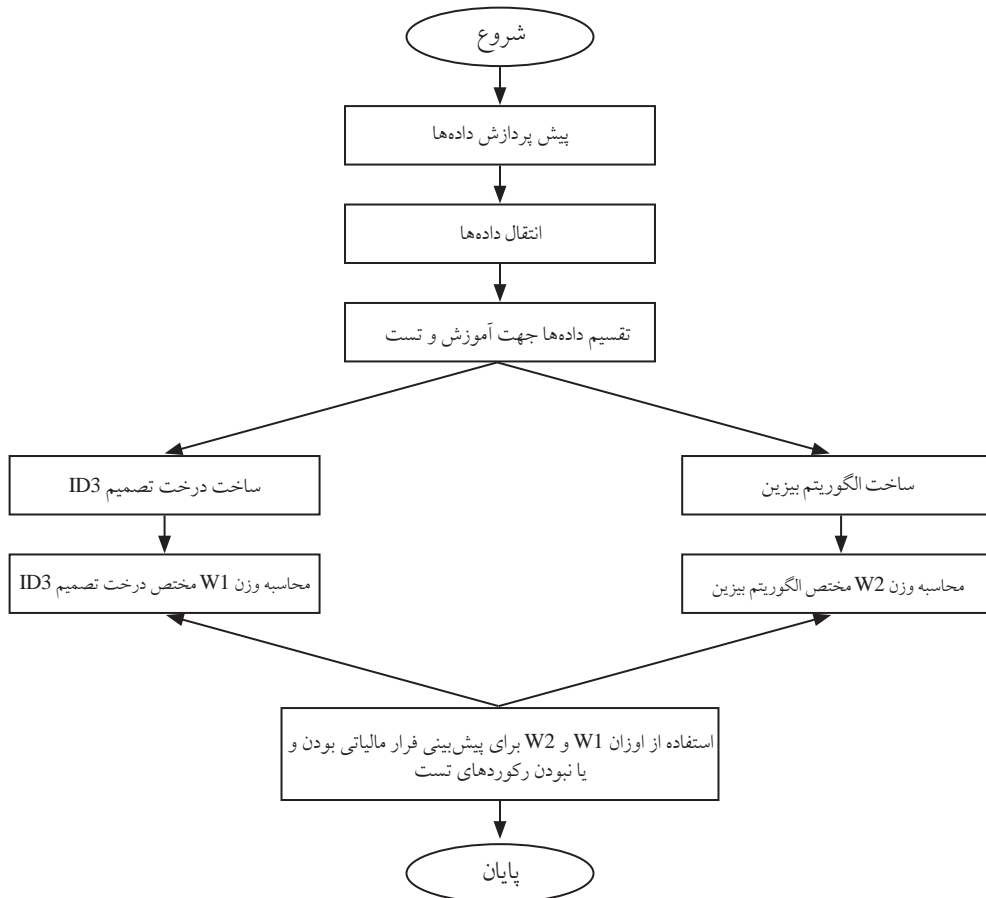 شروع
پیش پردازش داده‌ها
انتقال داده‌ها
تقسیم داده‌ها جهت آموزش و تست
ساخت الگوریتم بیزین
ساخت درخت تصمیم ID3
محاسبه وزن W2 مختص الگوریتم بیزین
محاسبه وزن W1 مختص درخت تصمیم ID3
استفاده از اوزان W1 و W2 برای پیش‌بینی فرار مالیاتی بودن و
یا نبودن رکوردهای تست
پایان